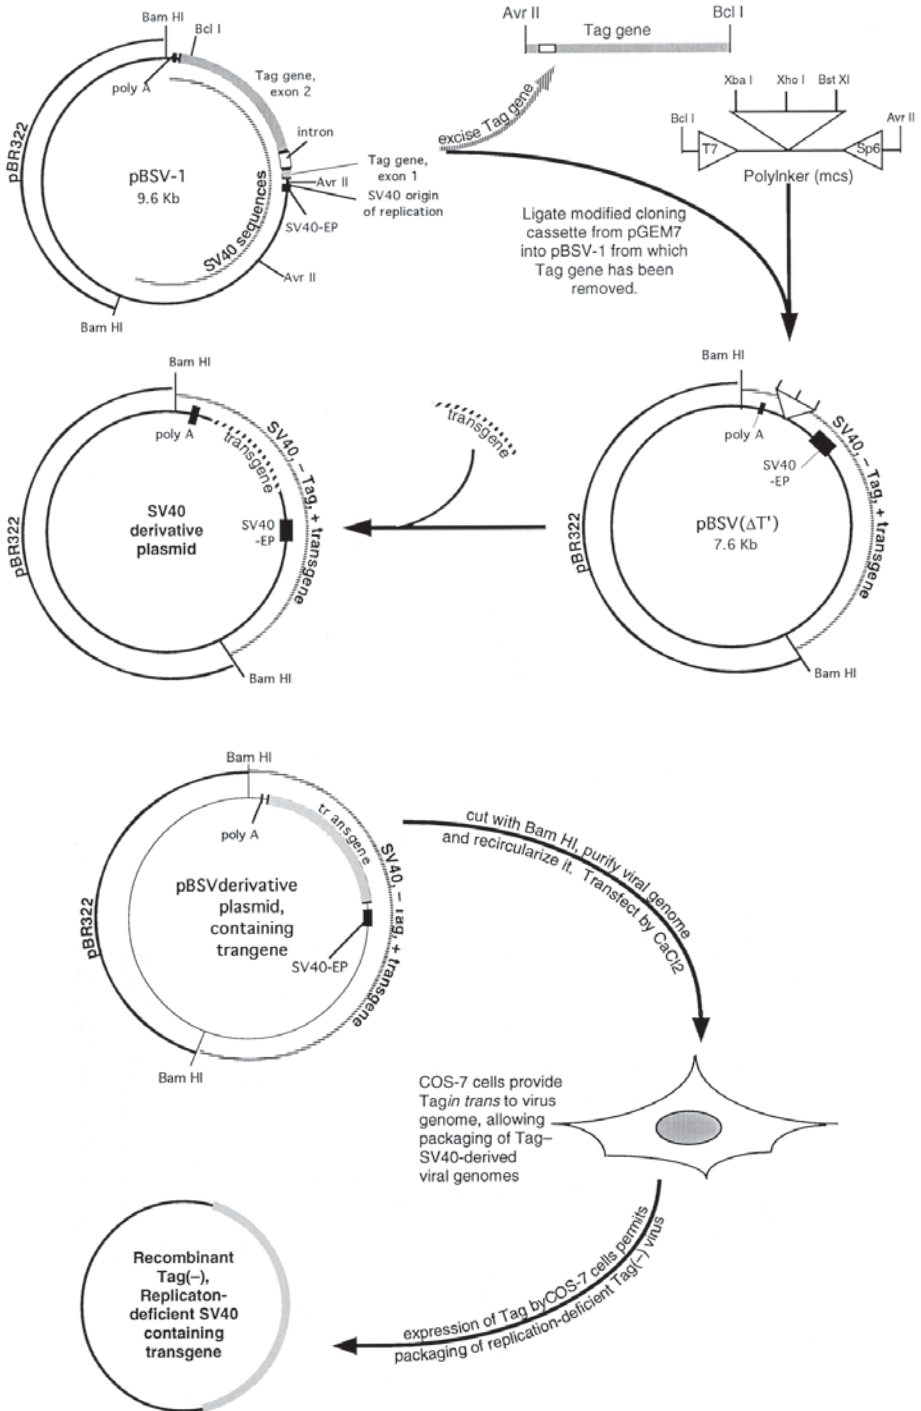 Avr II
Bcl I
Tag gene
Bam HI
Bcl I
poly A
Tag gene,
exon 2
intron
Tag gene,
exon 1
Avr II
SV40 origin
of replication
SV40-EP
Avr II
Bam HI
pBR322
pBSV-1
9.6 Kb
SV40 sequences
excise Tag gene
Xba I
Xho I
Bst XI
Bcl I
Avr II
T7
Sp6
Polylnker (mcs)
Ligate modified cloning
cassette from pGEM7
into pBSV-1 from which
Tag gene has been
removed.
Bam HI
poly A
transgene
SV40
-EP
SV40
derivative
plasmid
pBR322
SV40, – Tag, + transgene
Bam HI
transgene
Bam HI
poly A
SV40
-EP
pBSV(ΔT')
7.6 Kb
pBR322
SV40, – Tag, + transgene
Bam HI
Bam HI
poly A
tr ansgene
pBSVderivative
plasmid,
containing
trangene
SV40-EP
pBR322
SV40, – Tag, + transgene
Bam HI
cut with Bam HI, purify viral genome
and recircularize it. Transfect by CaCl2
COS-7 cells provide
Tagin trans to virus
genome, allowing
packaging of Tag–
SV40-derived
viral genomes
expression of Tag byCOS-7 cells permits
packaging of replication-deficient Tag(–) virus
Recombinant
Tag(–),
Replicaton-
deficient SV40
containing
transgene